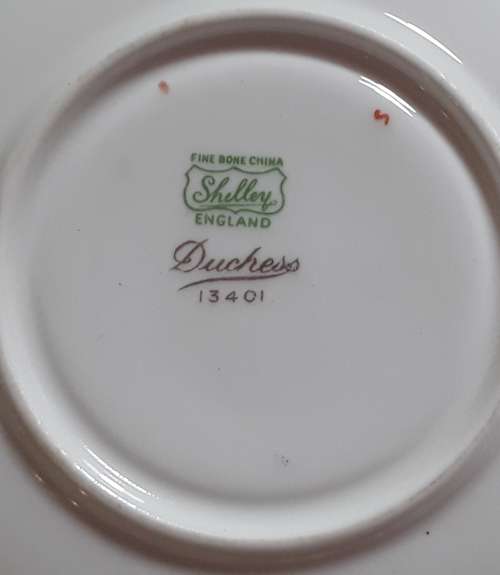 S
FINE BONE CHINA
Shelley
ENGLAND
Duchess
13401